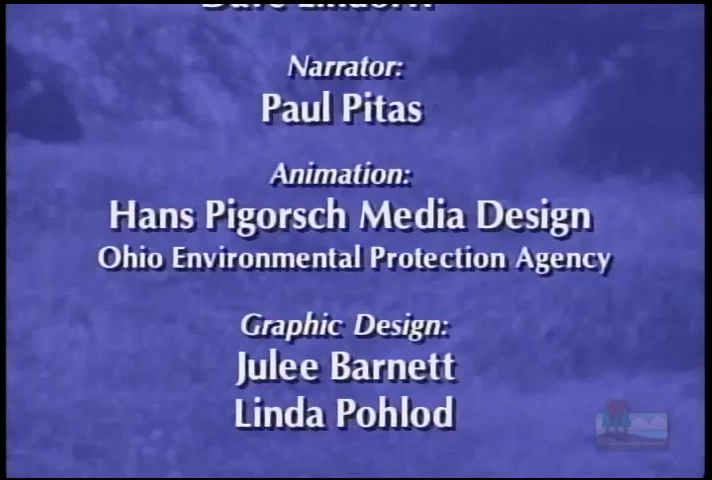 Narrator:
Paul Pitas
Animation:
Hans Pigorsch Media Design
Ohio Environmental Protection Agency
Graphic Design:
Julee Barnett
Linda Pohlod